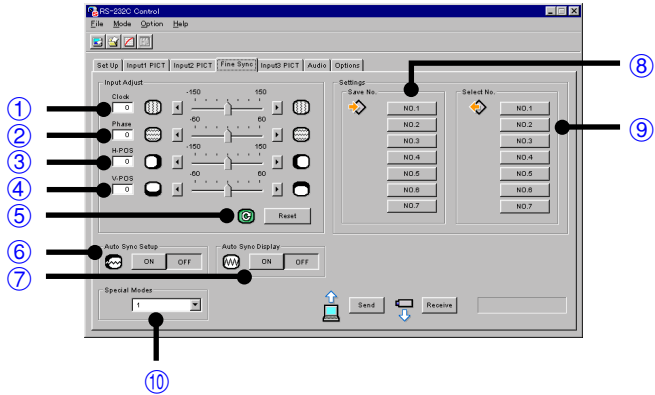 RS-232C Control
File Mode Option Help
Set Up Input1 PICT Input2 PICT Fine Sync Input3 PICT Audio Options
Input Adjust
Clock -150 150
0
Phase -60 60
0
H-POS -150 150
0
V-POS -60 60
0
Reset
Settings
Save No. Select No.
NO.1 NO.1
NO.2 NO.2
NO.3 NO.3
NO.4 NO.4
NO.5 NO.5
NO.6 NO.6
NO.7 NO.7
Auto Sync Setup Auto Sync Display
ON OFF ON OFF
Special Modes
1
Send Receive
①
②
③
④
⑤
⑥
⑦
⑧
⑨
⑩